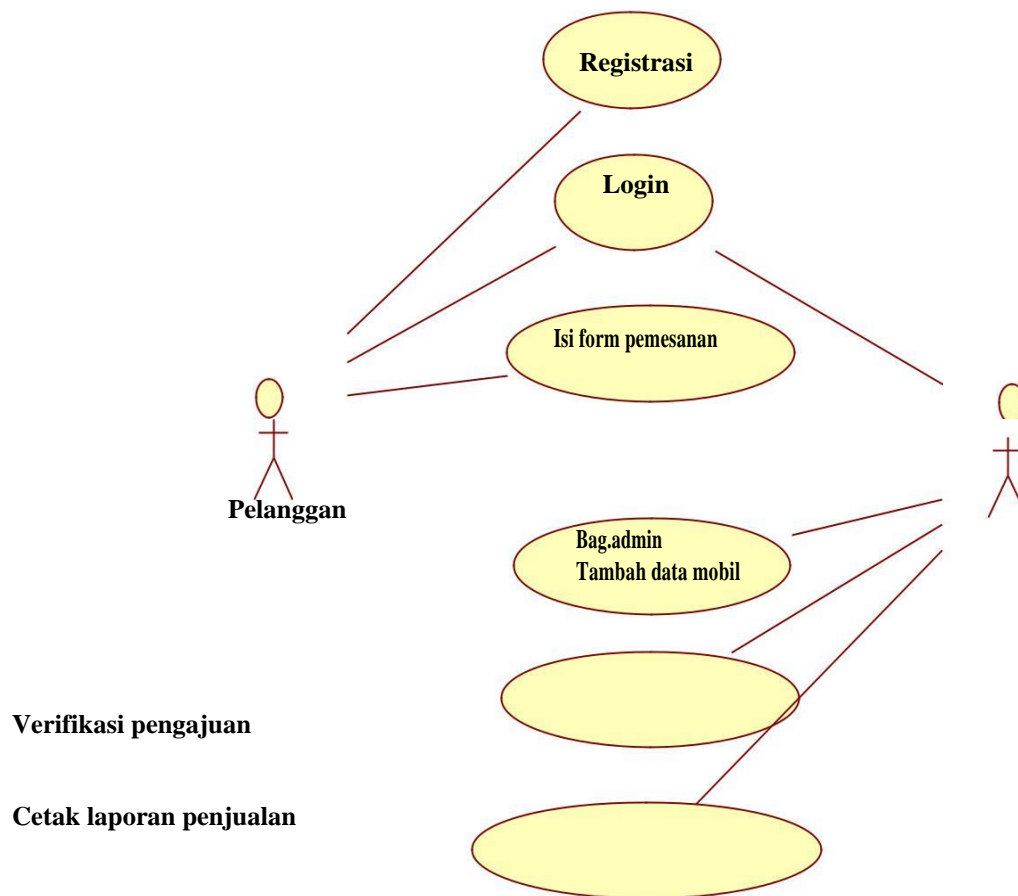 Registrasi
Login
Isi form pemesanan
Pelanggan
Bag.admin
Tambah data mobil
Verifikasi pengajuan
Cetak laporan penjualan